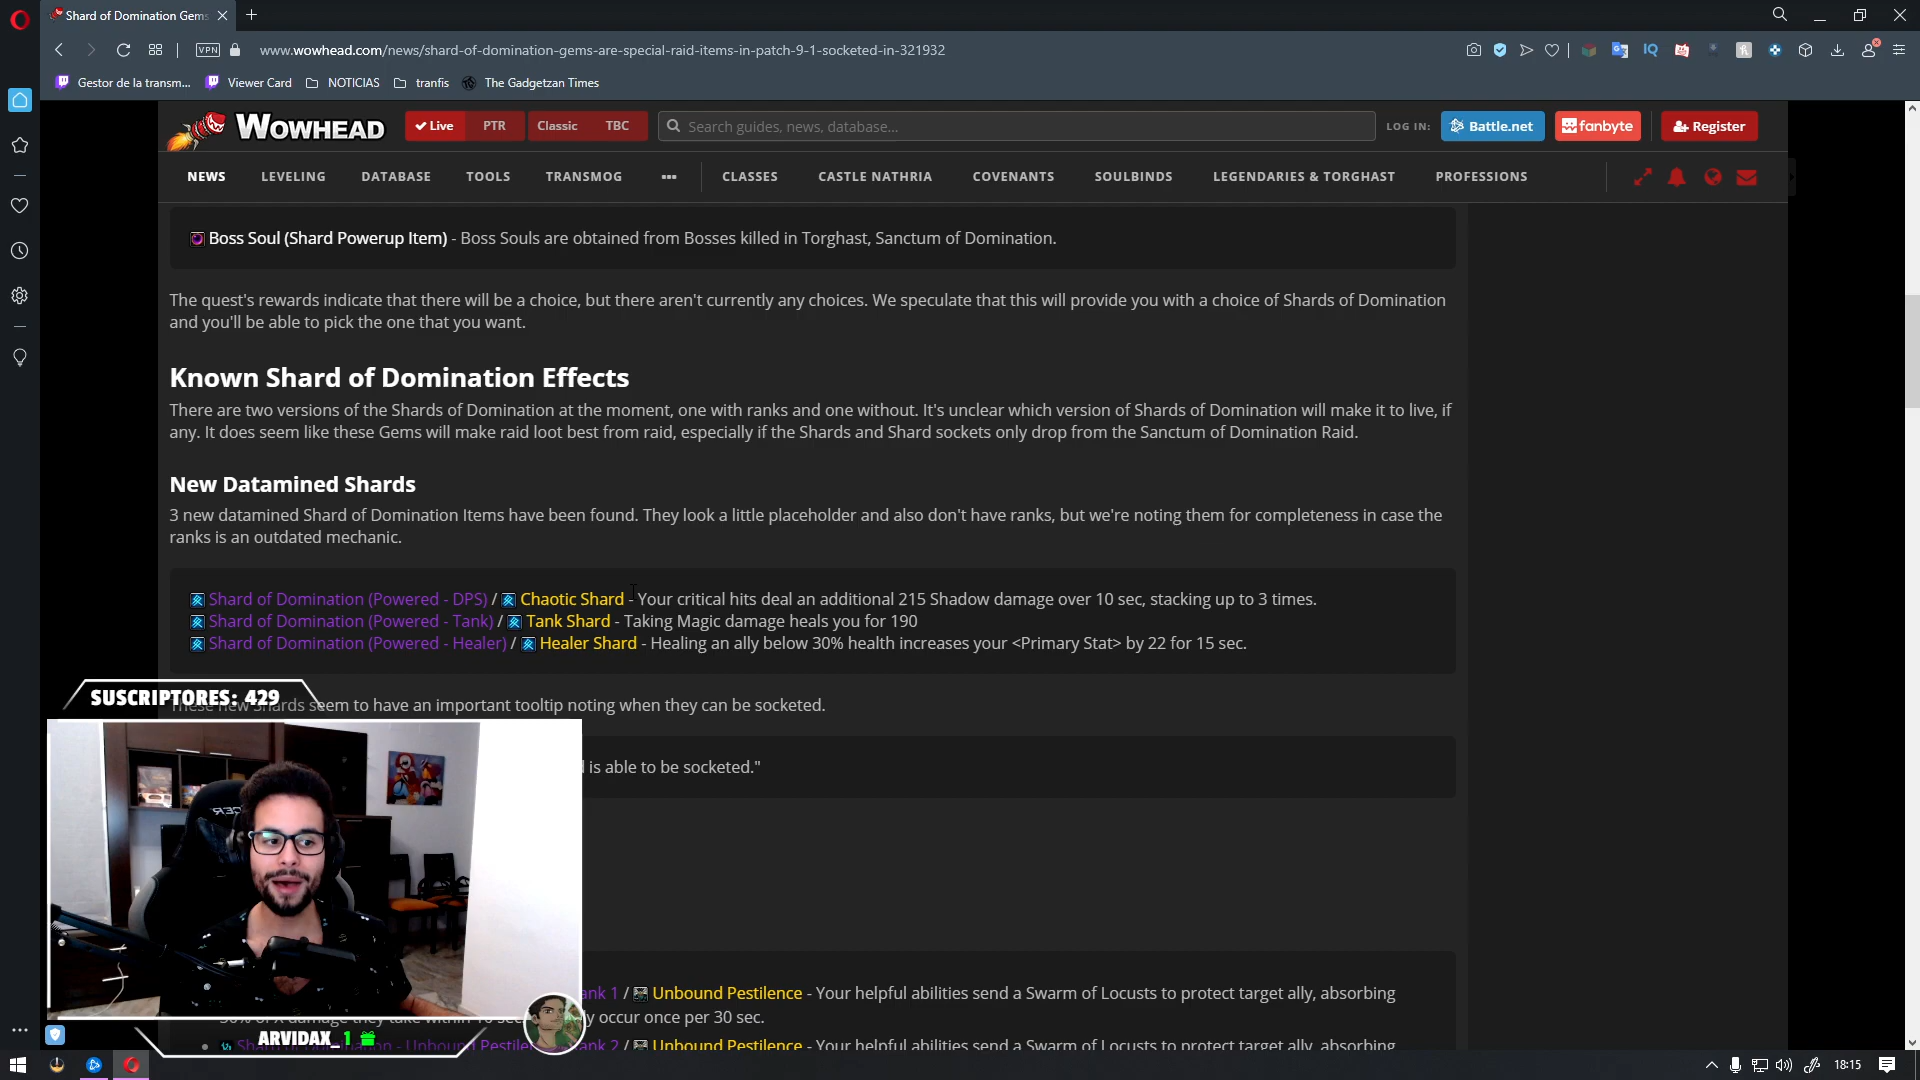 Shard of Domination Gems
VPN
www.wowhead.com/news/shard-of-domination-gems-are-special-raid-items-in-patch-9-1-socketed-in-321932
Gestor de la transm...
Viewer Card
NOTICIAS
tranfis
The Gadgetzan Times
WOWHEAD
Live
PTR
Classic
TBC
Search guides, news, database...
LOG IN:
Battle.net
fanbyte
Register
NEWS
LEVELING
DATABASE
TOOLS
TRANSMOG
CLASSES
CASTLE NATHRIA
COVENANTS
SOULBINDS
LEGENDARIES & TORGHAST
PROFESSIONS
Boss Soul (Shard Powerup Item) - Boss Souls are obtained from Bosses killed in Torghast, Sanctum of Domination.
The quest's rewards indicate that there will be a choice, but there aren't currently any choices. We speculate that this will provide you with a choice of Shards of Domination
and you'll be able to pick the one that you want.
Known Shard of Domination Effects
There are two versions of the Shards of Domination at the moment, one with ranks and one without. It's unclear which version of Shards of Domination will make it to live, if
any. It does seem like these Gems will make raid loot best from raid, especially if the Shards and Shard sockets only drop from the Sanctum of Domination Raid.
New Datamined Shards
3 new datamined Shard of Domination Items have been found. They look a little placeholder and also don't have ranks, but we're noting them for completeness in case the
ranks is an outdated mechanic.
Shard of Domination (Powered - DPS) / Chaotic Shard - Your critical hits deal an additional 215 Shadow damage over 10 sec, stacking up to 3 times.
Shard of Domination (Powered - Tank) / Tank Shard - Taking Magic damage heals you for 190
Shard of Domination (Powered - Healer) / Healer Shard - Healing an ally below 30% health increases your <Primary Stat> by 22 for 15 sec.
SUSCRIPTORES: 429
These new Shards seem to have an important tooltip noting when they can be socketed.
is able to be socketed."
ank 1 / Unbound Pestilence - Your helpful abilities send a Swarm of Locusts to protect target ally, absorbing
y occur once per 30 sec.
ARVIDAX_1
ank 2 / Unbound Pestilence - Your helpful abilities send a Swarm of Locusts to protect target ally, absorbing
18:15